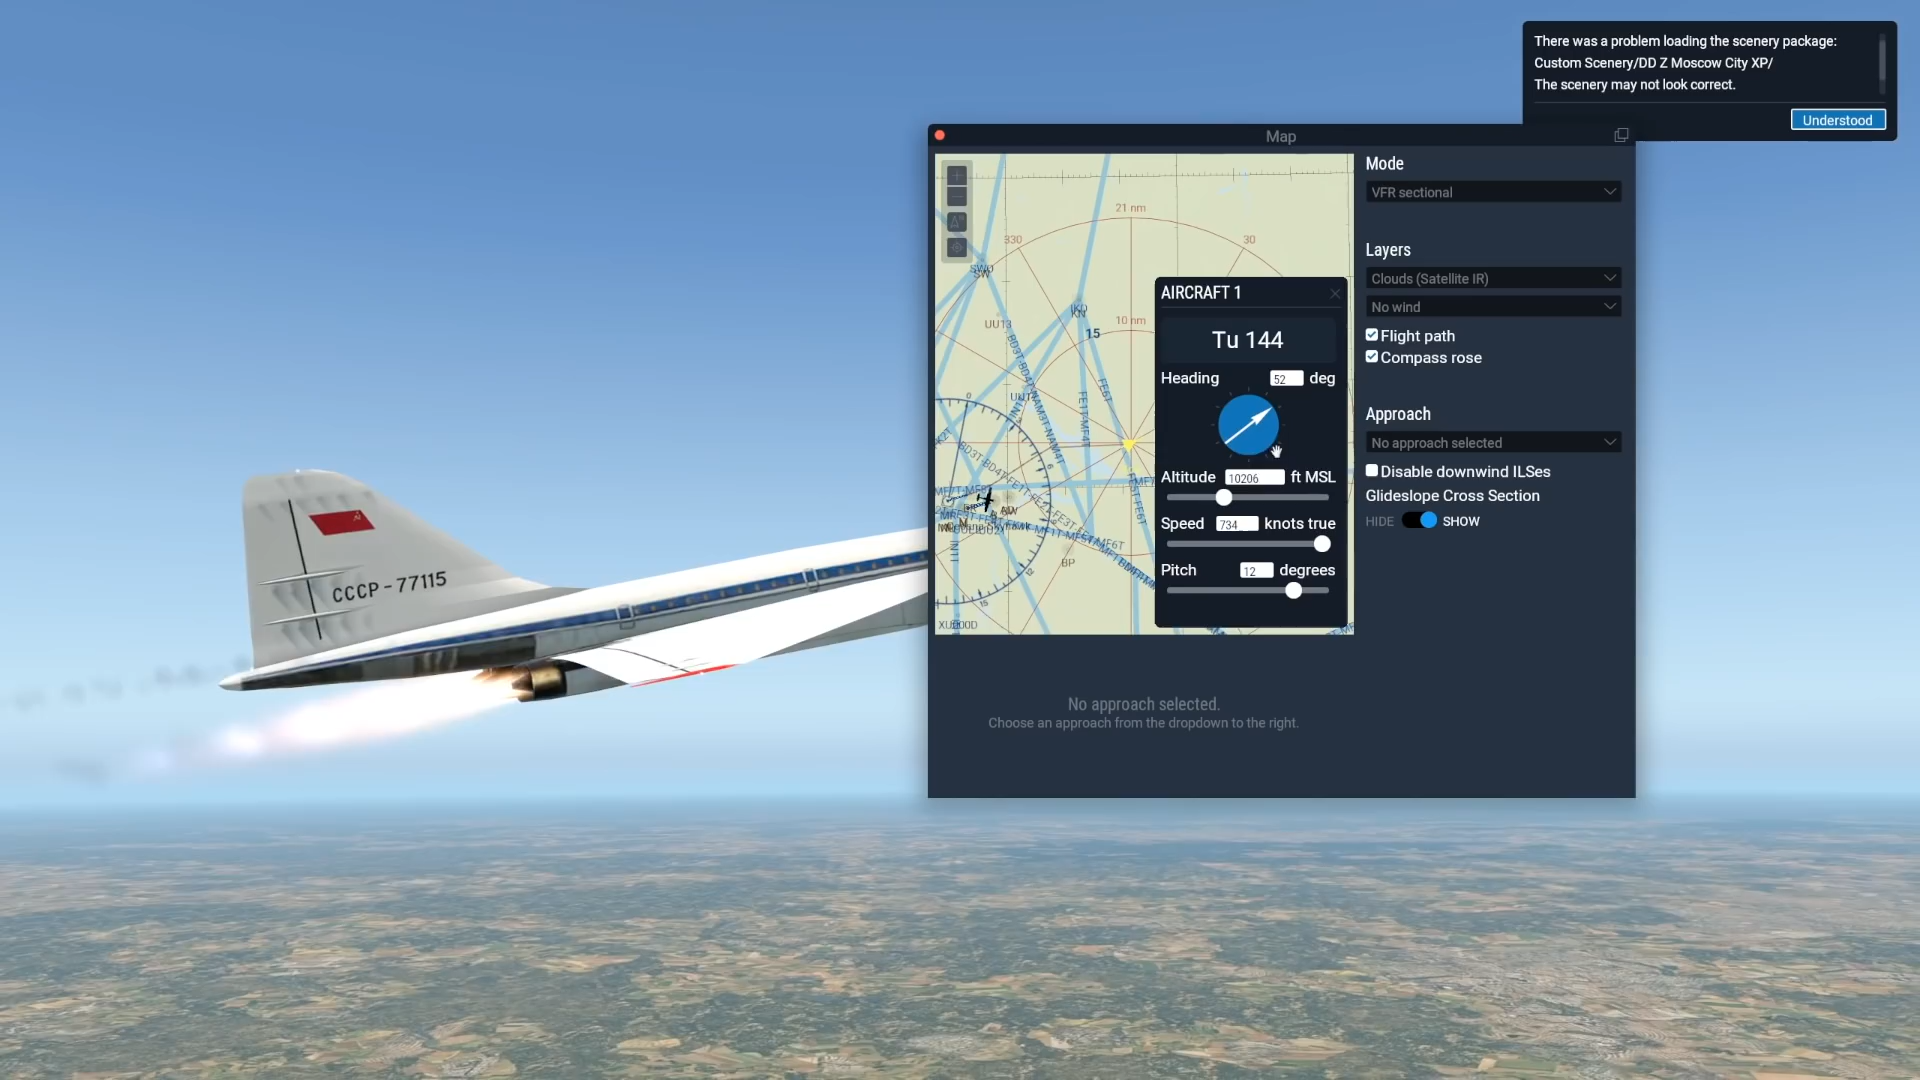 There was a problem loading the scenery package:
Custom Scenery/DD Z Moscow City XP/
The scenery may not look correct.
Understood
Map
Mode
VFR sectional
Layers
Clouds (Satellite IR)
No wind
Flight path
Compass rose
Approach
No approach selected
Disable downwind ILSes
Glideslope Cross Section
HIDE
SHOW
21 nm
330
30
UU13
15
10 nm
FE6T
BP
AIRCRAFT 1
Tu 144
Heading 52 deg
Altitude 10206 ft MSL
Speed 734 knots true
Pitch 12 degrees
No approach selected.
Choose an approach from the dropdown to the right.
СССР-77115